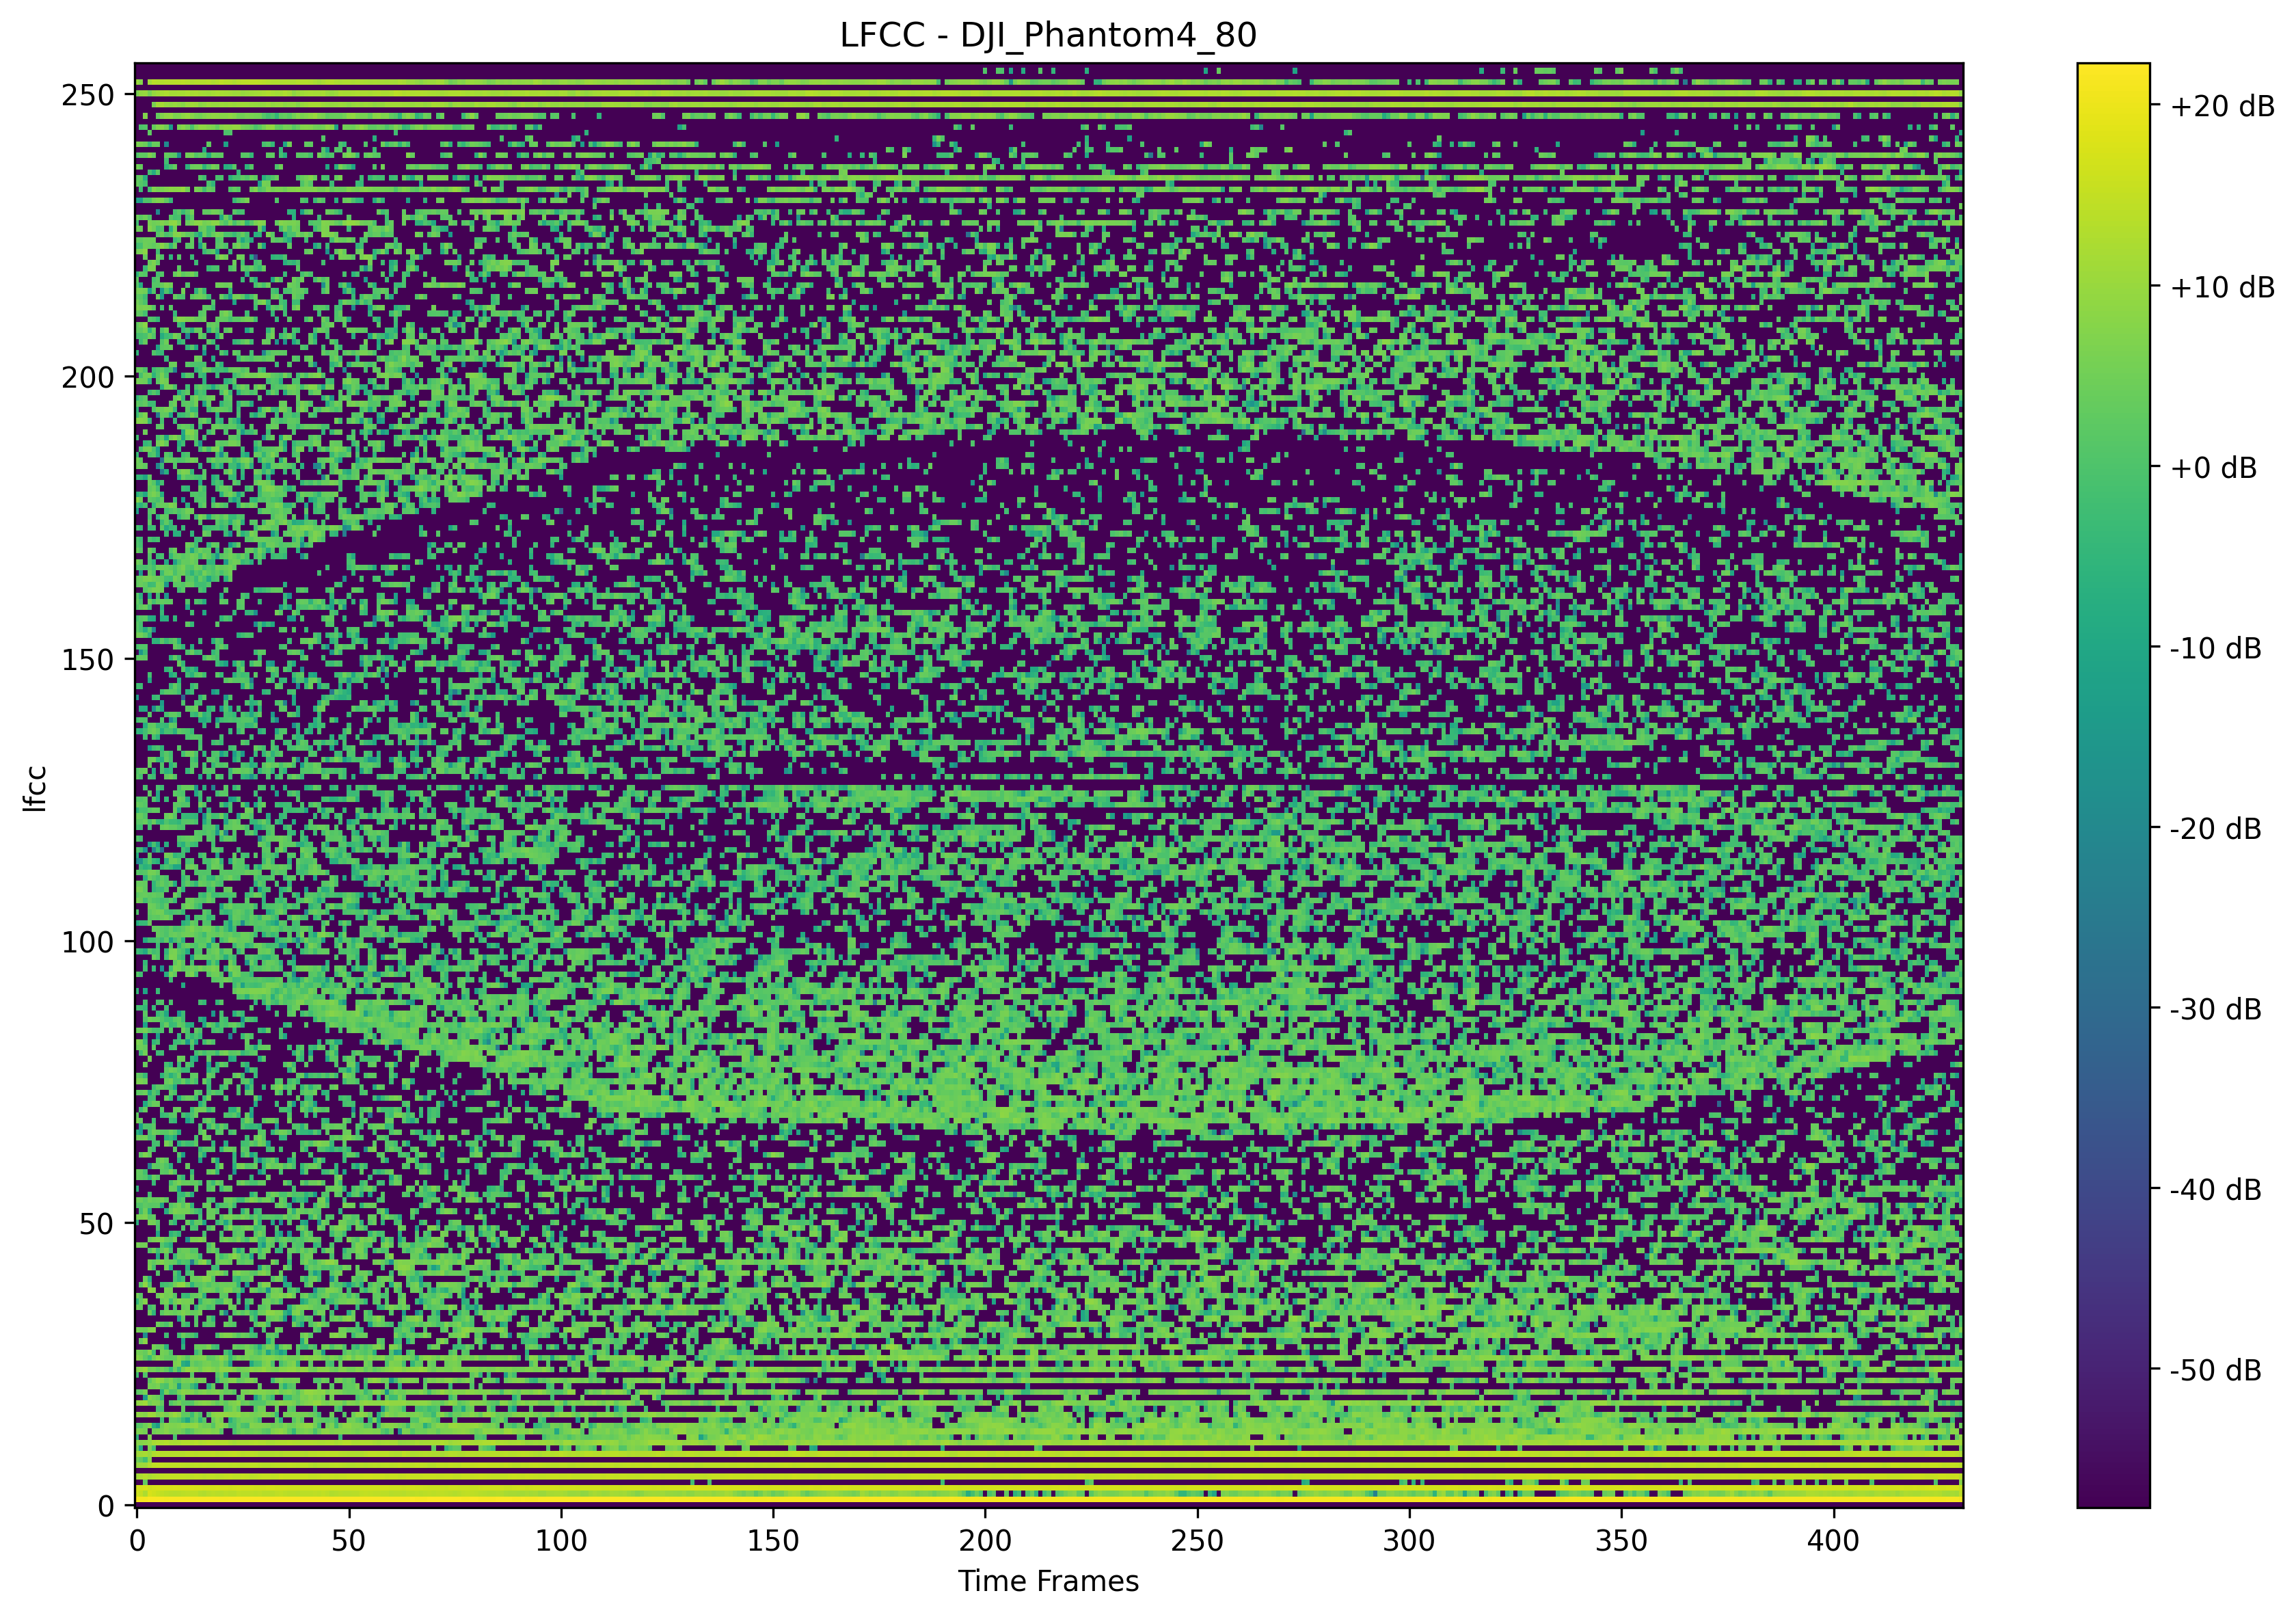 LFCC - DJI_Phantom4_80
250
200
150
100
50
0
lfcc
0 50 100 150 200 250 300 350 400
Time Frames
+20 dB
+10 dB
+0 dB
-10 dB
-20 dB
-30 dB
-40 dB
-50 dB